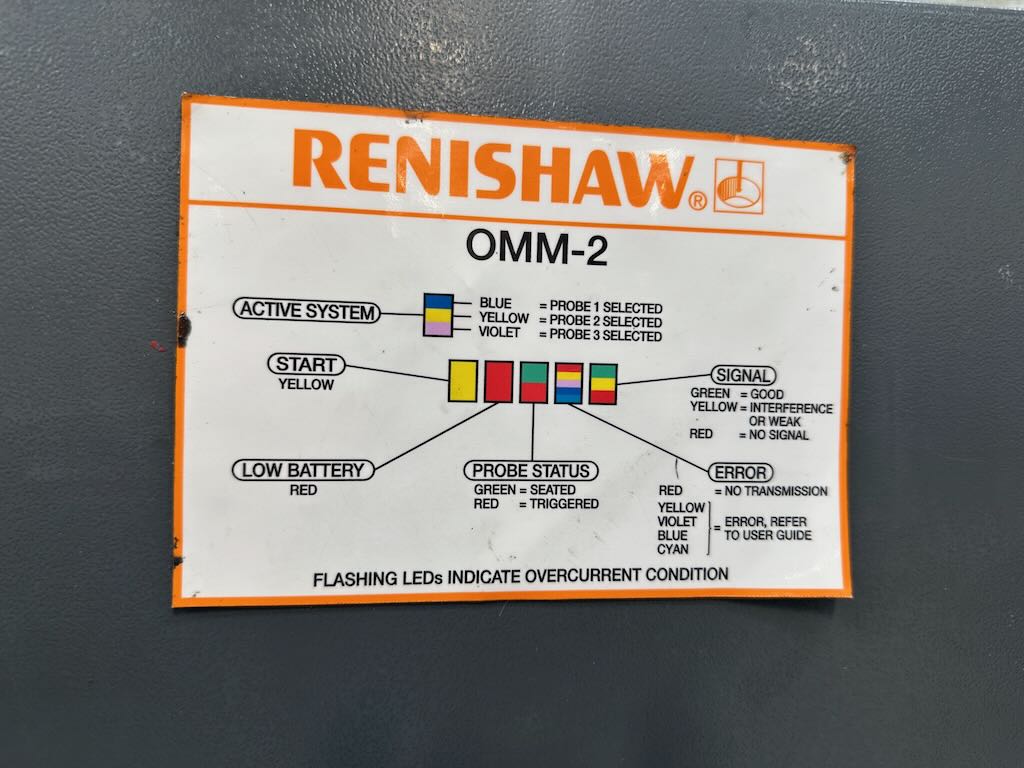 RENISHAW®
OMM-2
ACTIVE SYSTEM
BLUE = PROBE 1 SELECTED
YELLOW = PROBE 2 SELECTED
VIOLET = PROBE 3 SELECTED
START
YELLOW
SIGNAL
GREEN = GOOD
YELLOW = INTERFERENCE
OR WEAK
RED = NO SIGNAL
LOW BATTERY
RED
PROBE STATUS
GREEN = SEATED
RED = TRIGGERED
ERROR
RED = NO TRANSMISSION
YELLOW
VIOLET
BLUE
CYAN
= ERROR, REFER
TO USER GUIDE
FLASHING LEDs INDICATE OVERCURRENT CONDITION